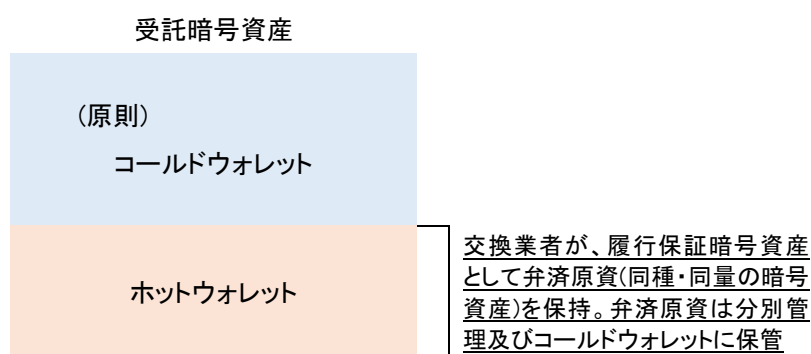 受託暗号資産
(原則)
コールドウォレット
ホットウォレット
交換業者が、履行保証暗号資産
として弁済原資(同種・同量の暗号
資産)を保持。弁済原資は分別管
理及びコールドウォレットに保管